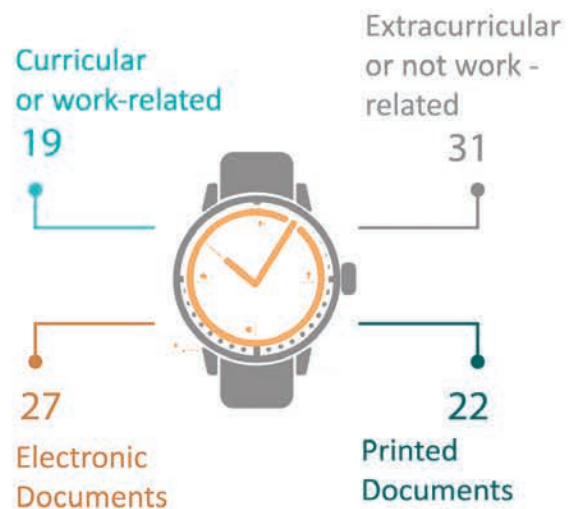 Curricular
or work-related
19
Extracurricular
or not work -
related
31
27
Electronic
Documents
22
Printed
Documents